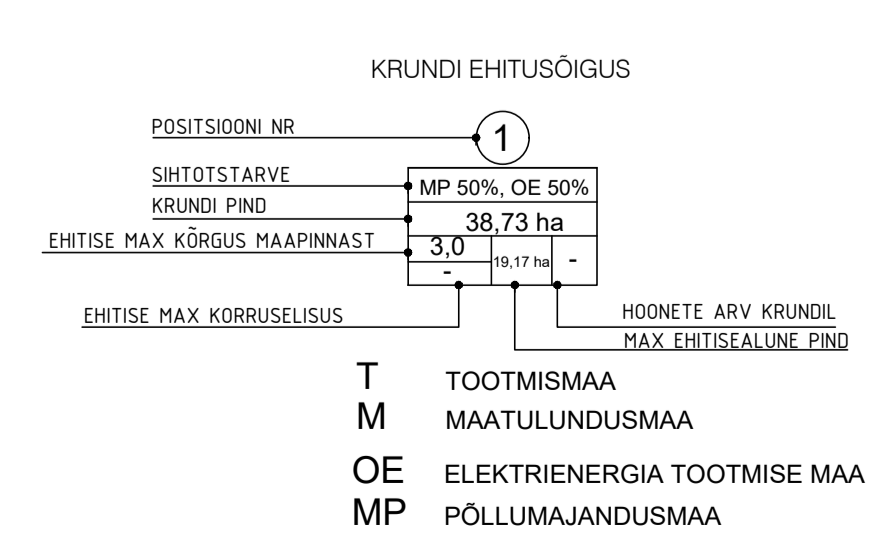 KRUNDI EHITUSÕIGUS
POSITSIOONI NR
1
SIHTOTSTARVE
MP 50%, OE 50%
KRUNDI PIND
38,73 ha
EHITISE MAX KÕRGUS MAAPINNAST
3,0
19,17 ha
-
-
EHITISE MAX KORRUSELISUS
HOONETE ARV KRUNDIL
MAX EHITISEALUNE PIND
T TOOTMISMAA
M MAATULUNDUSMAA
OE ELEKTRIENERGIA TOOTMISE MAA
MP PÕLLUMAJANDUSMAA